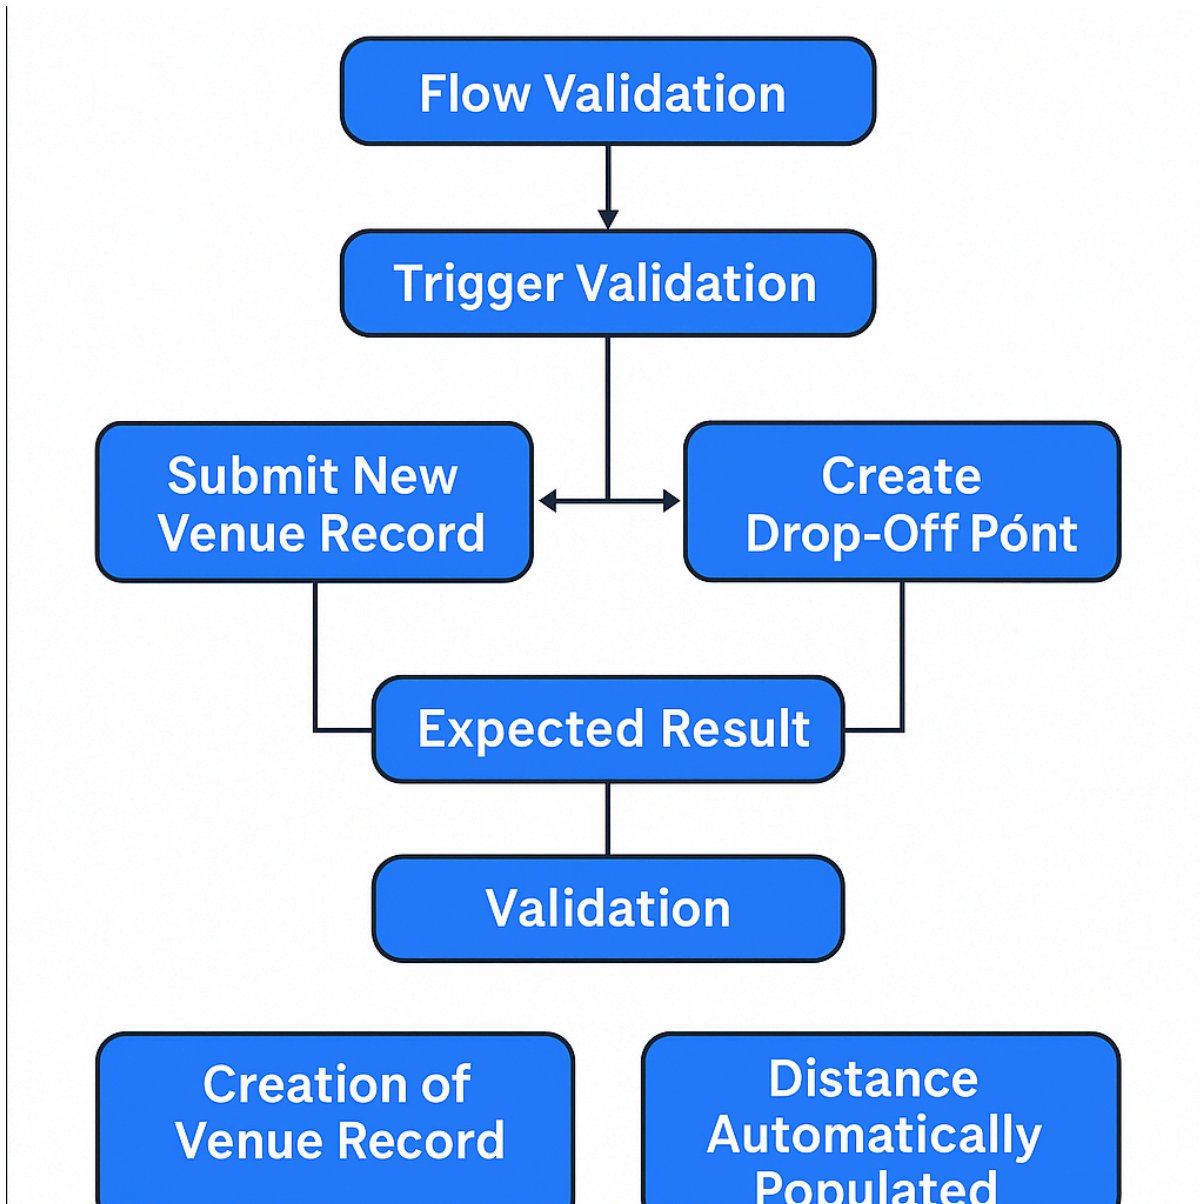 Flow Validation
Trigger Validation
Submit New
Venue Record
Create
Drop-Off Pónt
Expected Result
Validation
Creation of
Venue Record
Distance
Automatically
Populated